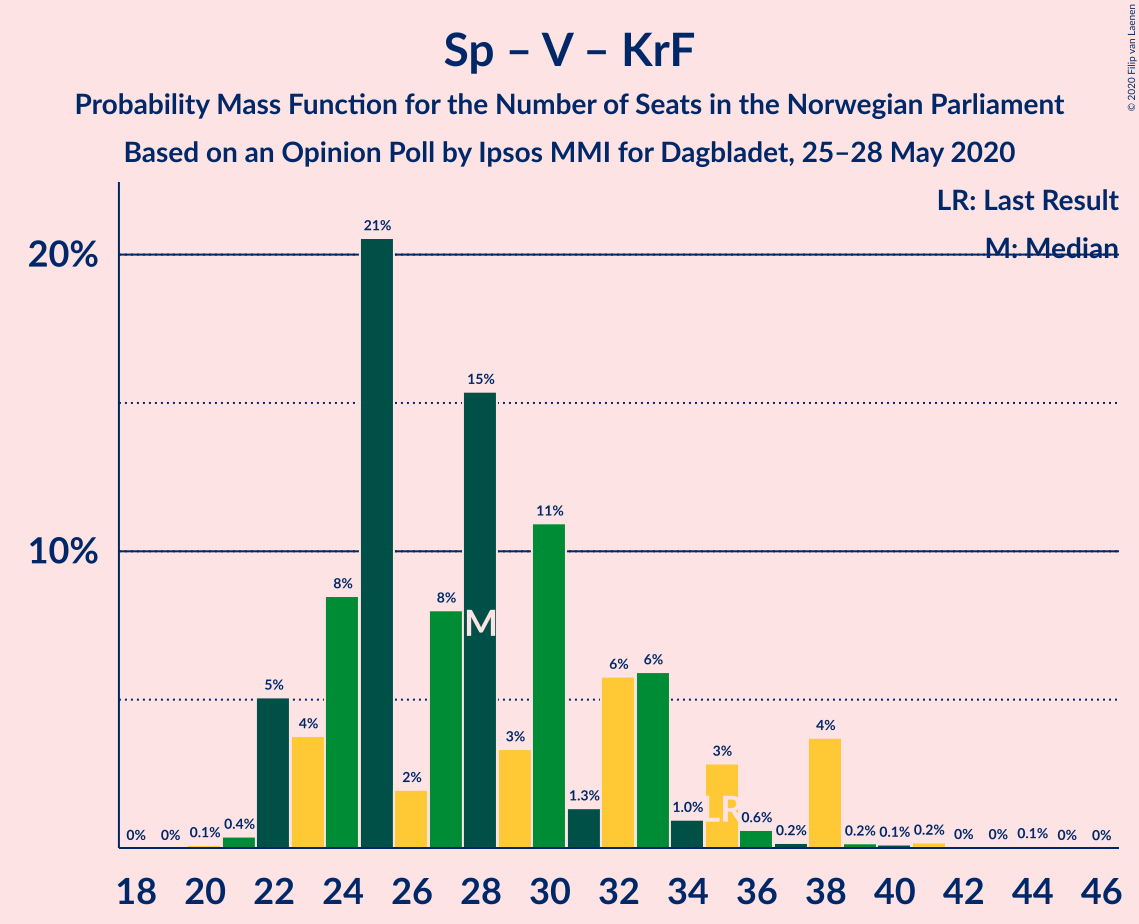 Sp – V – KrF
Probability Mass Function for the Number of Seats in the Norwegian Parliament
Based on an Opinion Poll by Ipsos MMI for Dagbladet, 25–28 May 2020
© 2020 Filip van Laenen
LR: Last Result
M: Median
20%
10%
0% 0% 0.1% 0.4% 5% 4% 8% 21% 2% 8% 15% 3% 11% 1.3% 6% 6% 1.0% 3% 0.6% 0.2% 4% 0.2% 0.1% 0.2% 0% 0% 0.1% 0% 0%
M
LR
18 20 22 24 26 28 30 32 34 36 38 40 42 44 46